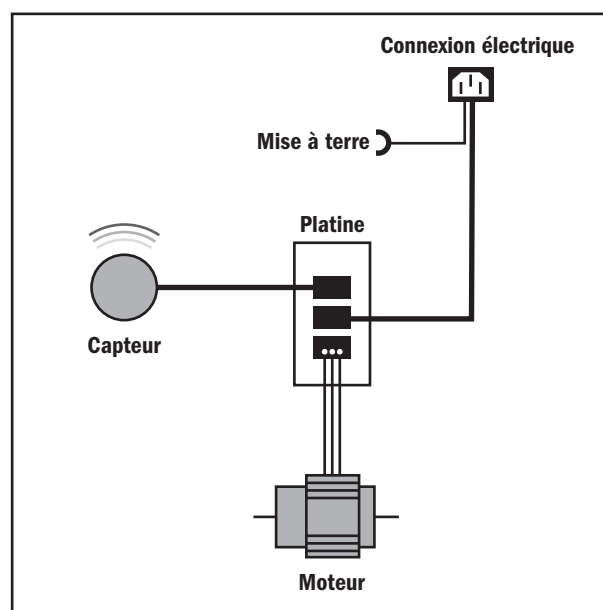 Connexion électrique
Mise à terre
Platine
Capteur
Moteur